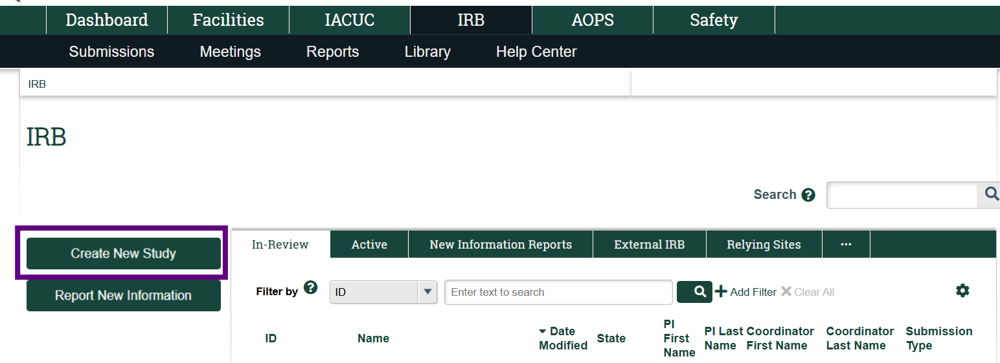 Dashboard Facilities IACUC IRB AOPS Safety
Submissions Meetings Reports Library Help Center
IRB
IRB
Search ?
Create New Study
Report New Information
In-Review Active New Information Reports External IRB Relying Sites ...
Filter by ? ID Enter text to search Add Filter Clear All
ID Name Date Modified State PI First Name PI Last Name Coordinator First Name Coordinator Last Name Submission Type